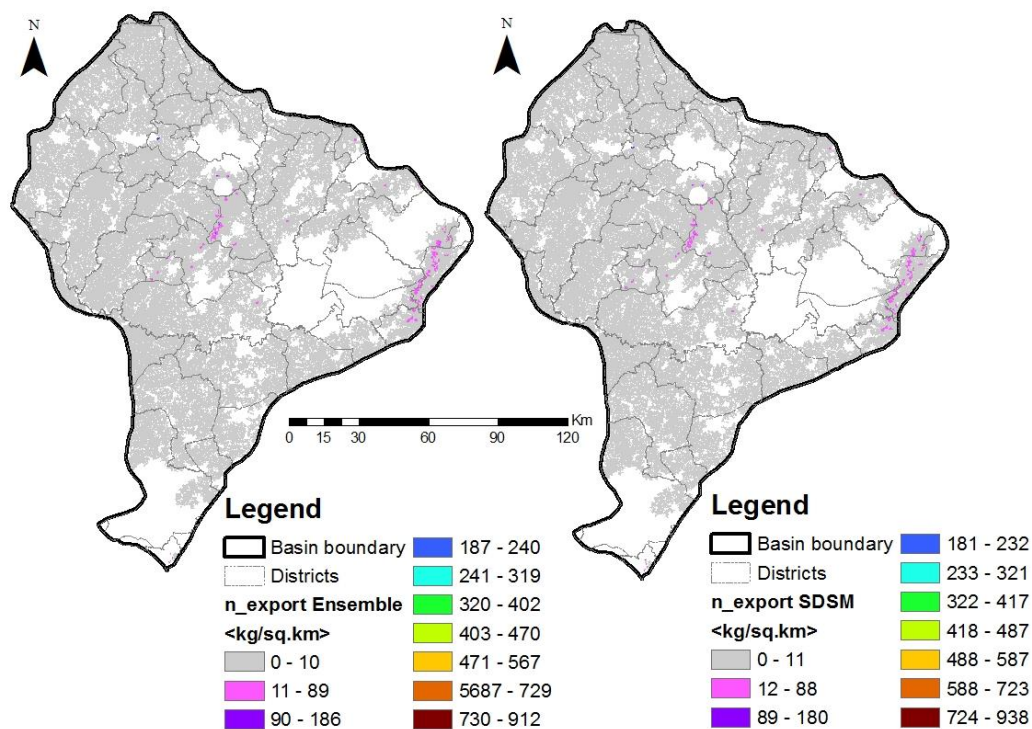 N
N
Km
0 15 30 60 90 120
Legend
Basin boundary
Districts
n_export Ensemble
<kg/sq.km>
0 - 10
11 - 89
90 - 186
187 - 240
241 - 319
320 - 402
403 - 470
471 - 567
5687 - 729
730 - 912
Legend
Basin boundary
Districts
n_export SDSM
<kg/sq.km>
0 - 11
12 - 88
89 - 180
181 - 232
233 - 321
322 - 417
418 - 487
488 - 587
588 - 723
724 - 938